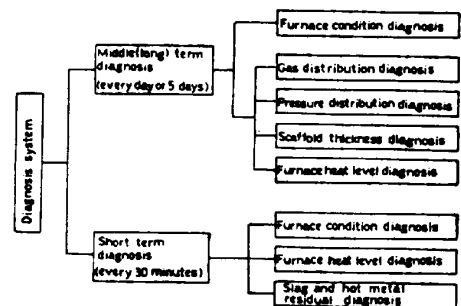 Diagnosis system
Middle(long) term
diagnosis
(every day or 5 days)
Furnace condition diagnosis
Gas distribution diagnosis
Pressure distribution diagnosis
Scaffold thickness diagnosis
Furnace heat level diagnosis
Short term
diagnosis
(every 30 minutes)
Furnace condition diagnosis
Furnace heat level diagnosis
Slag and hot metal
residual diagnosis